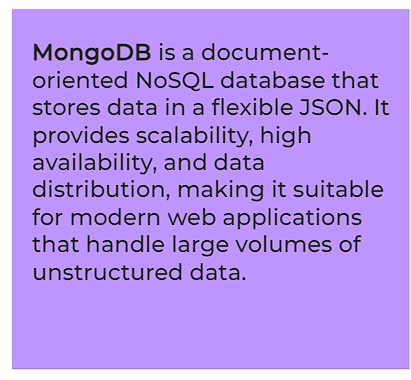 MongoDB is a document-
oriented NoSQL database that
stores data in a flexible JSON. It
provides scalability, high
availability, and data
distribution, making it suitable
for modern web applications
that handle large volumes of
unstructured data.